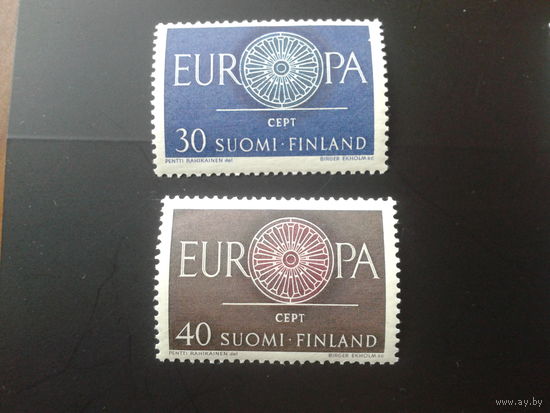 EUROPA
CEPT
30 SUOMI · FINLAND
PENTTI RAHIKAINEN del BIRGER EKHOLM sc
EUROPA
CEPT
40 SUOMI · FINLAND
PENTTI RAHIKAINEN del BIRGER EKHOLM sc
www.ay.by